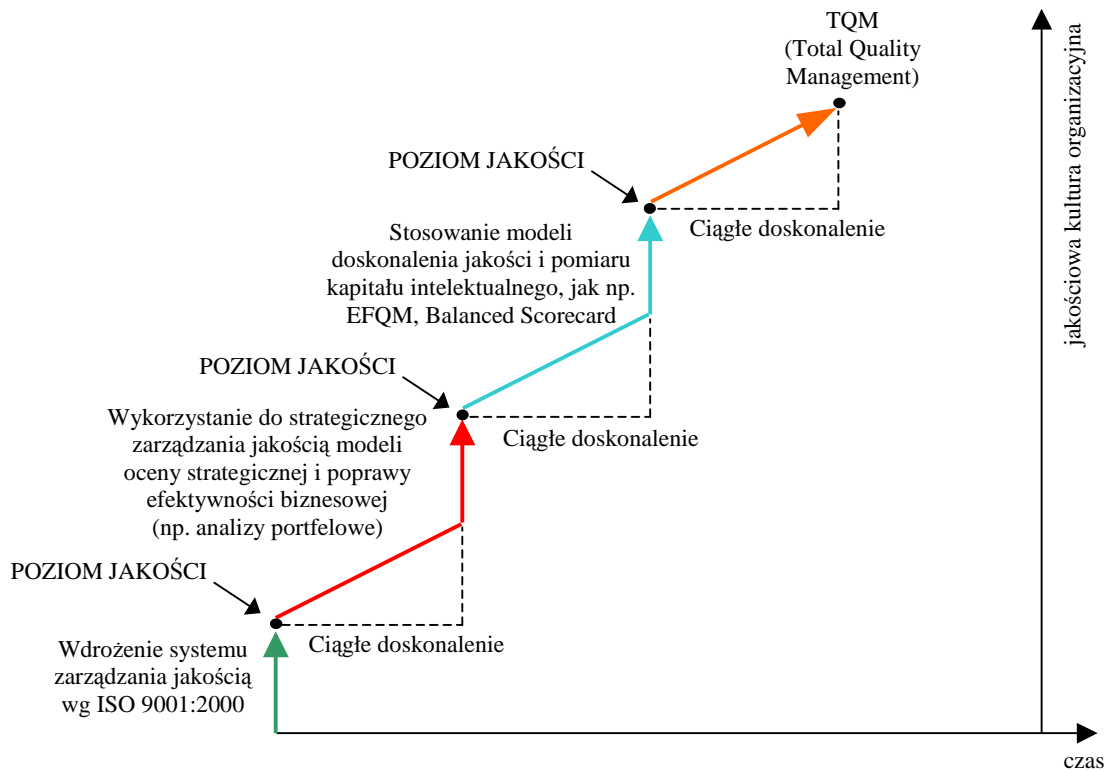 TQM
(Total Quality
Management)
jakościowa kultura organizacyjna
POZIOM JAKOŚCI
Ciągłe doskonalenie
Stosowanie modeli
doskonalenia jakości i pomiaru
kapitału intelektualnego, jak np.
EFQM, Balanced Scorecard
POZIOM JAKOŚCI
Ciągłe doskonalenie
Wykorzystanie do strategicznego
zarządzania jakością modeli
oceny strategicznej i poprawy
efektywności biznesowej
(np. analizy portfelowe)
POZIOM JAKOŚCI
Ciągłe doskonalenie
Wdrożenie systemu
zarządzania jakością
wg ISO 9001:2000
czas